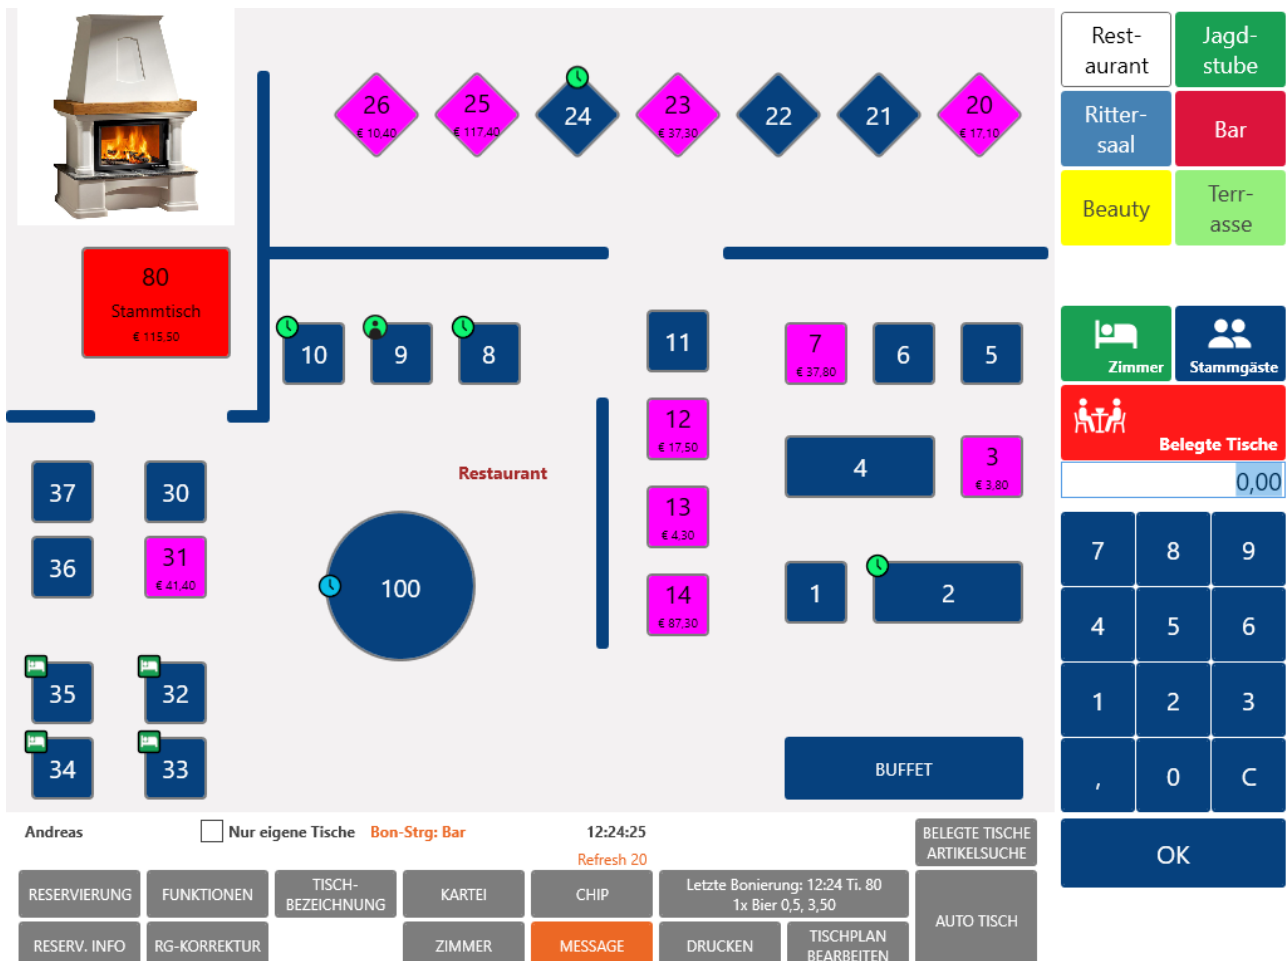 26
€ 10,40
25
€ 117,40
24
23
€ 37,30
22
21
20
€ 17,10
Rest-
aurant
Jagd-
stube
Ritter-
saal
Bar
Beauty
Terr-
asse
80
Stammtisch
€ 115,50
10
9
8
11
7
€ 37,80
6
5
Zimmer
Stammgäste
12
€ 17,50
4
3
€ 3,80
Belegte Tische
0,00
Restaurant
37
30
13
€ 4,30
36
31
€ 41,40
100
14
€ 87,30
1
2
7
8
9
4
5
6
1
2
3
,
0
C
35
32
34
33
BUFFET
Andreas
Nur eigene Tische
Bon-Strg: Bar
12:24:25
Refresh 20
BELEGTE TISCHE
ARTIKELSUCHE
OK
RESERVIERUNG
FUNKTIONEN
TISCH-
BEZEICHNUNG
KARTEI
CHIP
Letzte Bonierung: 12:24 Ti. 80
1x Bier 0,5, 3,50
AUTO TISCH
RESERV. INFO
RG-KORREKTUR
ZIMMER
MESSAGE
DRUCKEN
TISCHPLAN
BEARBEITEN